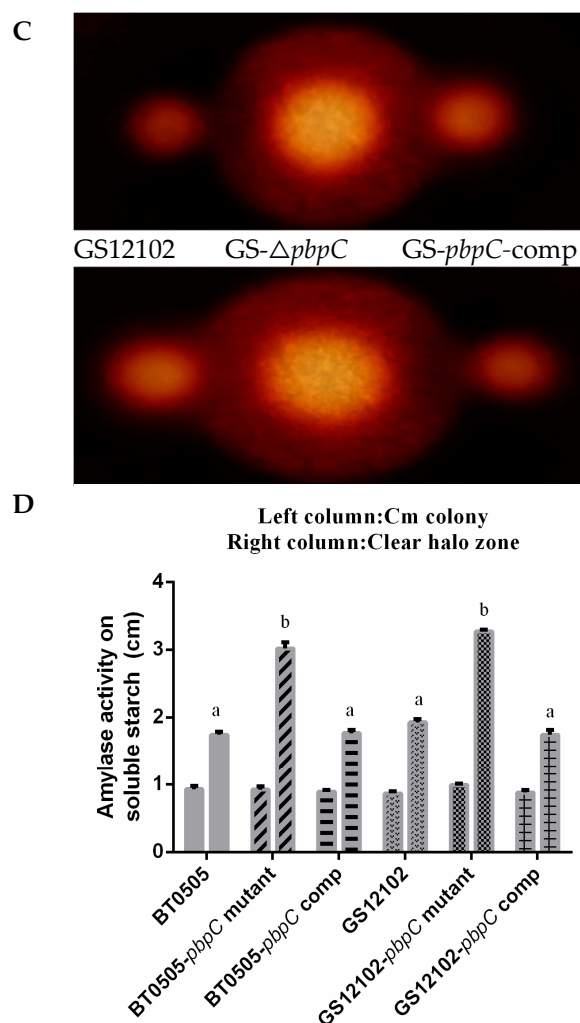 C
GS12102 GS-△pbpC GS-pbpC-comp
D
Left column:Cm colony
Right column:Clear halo zone
Amylase activity on
soluble starch (cm)
4
3
2
1
0
a
b
a
a
b
a
BT0505
BT0505-pbpC mutant
BT0505-pbpC comp
GS12102
GS12102-pbpC mutant
GS12102-pbpC comp